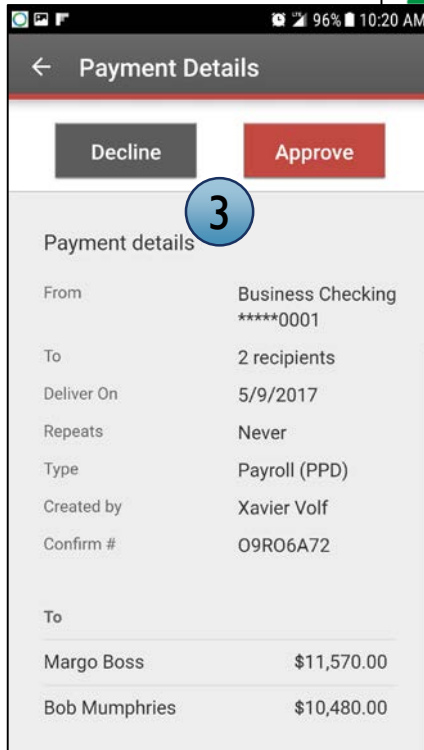 96% 10:20 AM
← Payment Details
Decline Approve
3
Payment details
From Business Checking
*****0001
To 2 recipients
Deliver On 5/9/2017
Repeats Never
Type Payroll (PPD)
Created by Xavier Volf
Confirm # O9RO6A72
To
Margo Boss $11,570.00
Bob Mumphries $10,480.00